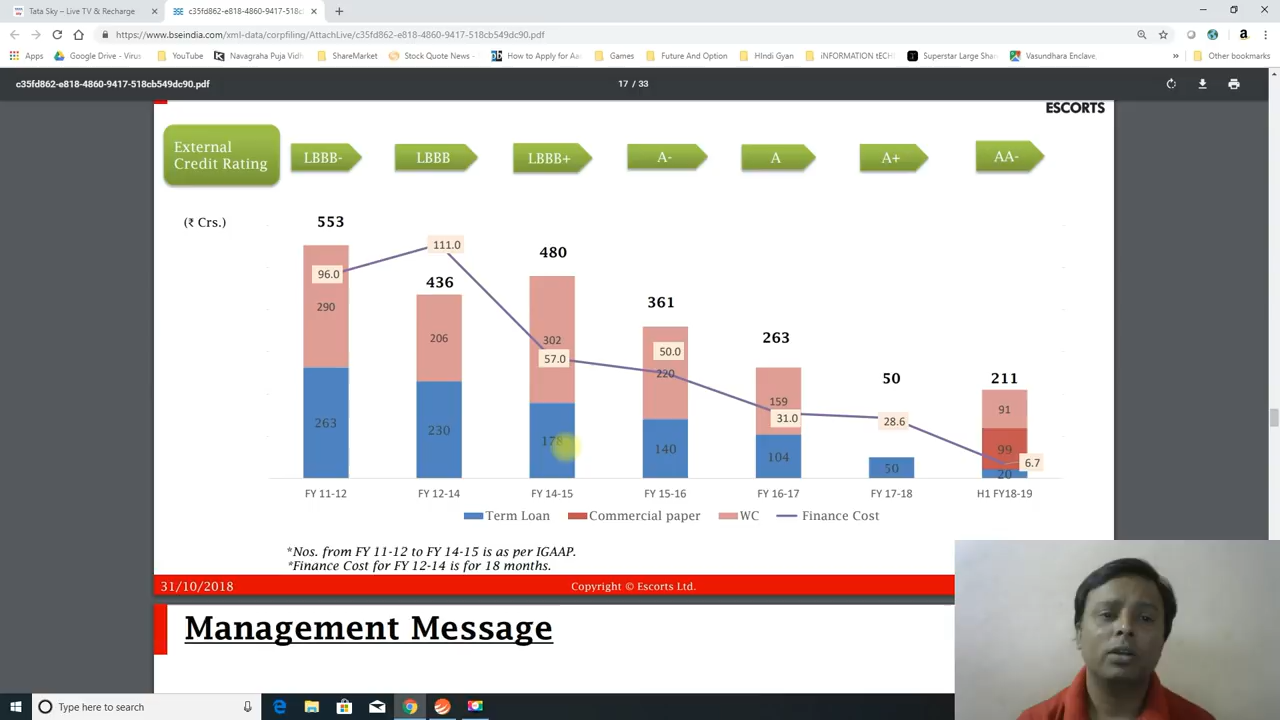 Tata Sky – Live TV & Recharge
c35fd862-e818-4860-9417-518cb
https://www.bseindia.com/xml-data/corpfiling/AttachLive/c35fd862-e818-4860-9417-518cb549dc90.pdf
Apps Google Drive - Virus YouTube Navagraha Puja Vidh ShareMarket Stock Quote News - How to Apply for Aa Games Future And Option HIndi Gyan iNFORMATION tECH Superstar Large Shar Vasundhara Enclave. » Other bookmarks
c35fd862-e818-4860-9417-518cb549dc90.pdf 17 / 33
ESCORTS
External
Credit Rating
LBBB- LBBB LBBB+ A- A A+ AA-
(₹ Crs.)
553 436 480 361 263 50 211
96.0 111.0 57.0 50.0 31.0 28.6 6.7
290 206 302 220 159 91
99
263 230 178 140 104 50 20
FY 11-12 FY 12-14 FY 14-15 FY 15-16 FY 16-17 FY 17-18 H1 FY18-19
Term Loan Commercial paper WC Finance Cost
*Nos. from FY 11-12 to FY 14-15 is as per IGAAP.
*Finance Cost for FY 12-14 is for 18 months.
31/10/2018 Copyright © Escorts Ltd.
Management Message
Type here to search